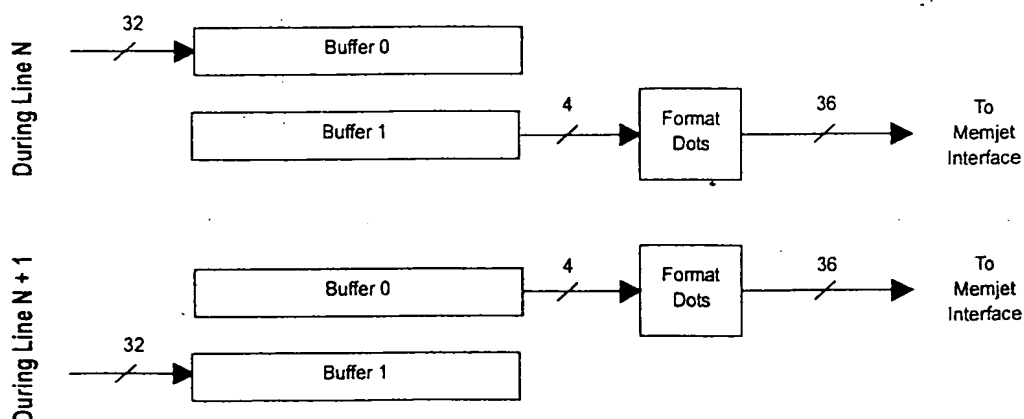 During Line N
32
Buffer 0
Buffer 1
4
Format
Dots
36
To
Memjet
Interface
During Line N + 1
Buffer 0
4
Format
Dots
36
To
Memjet
Interface
32
Buffer 1